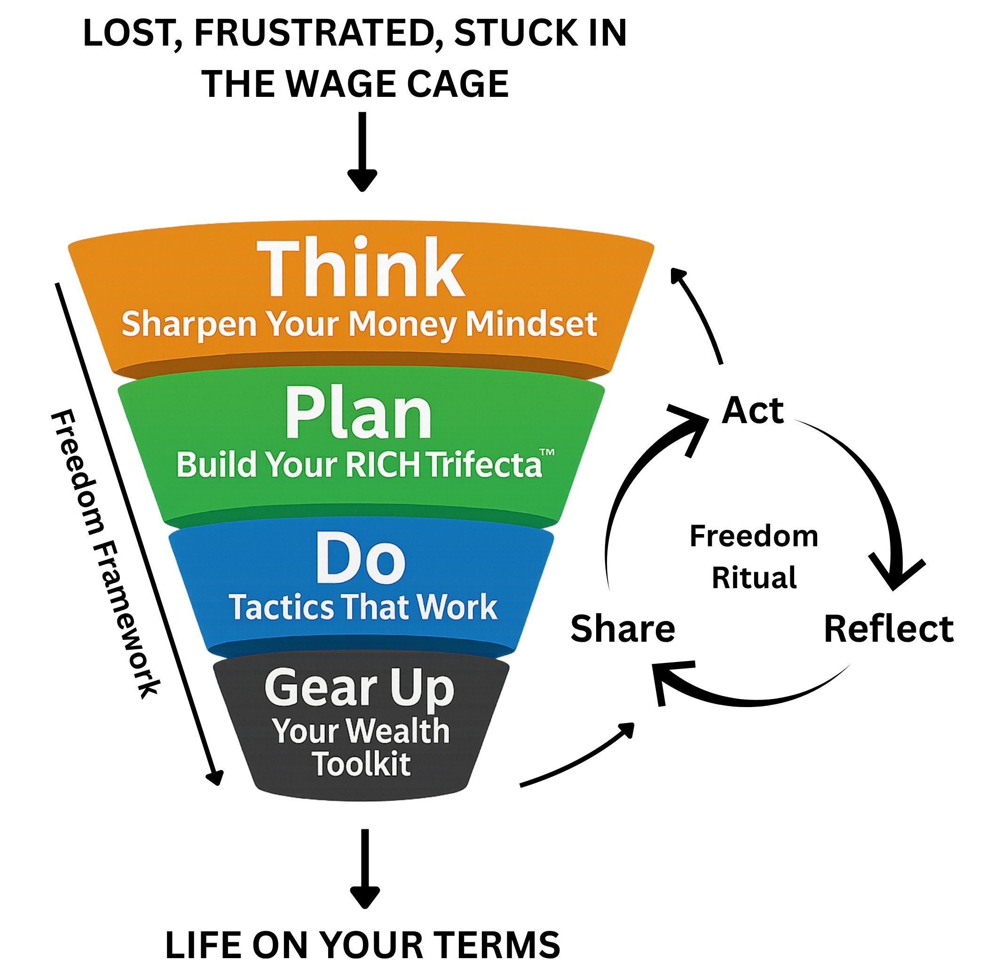 LOST, FRUSTRATED, STUCK IN
THE WAGE CAGE
Think
Sharpen Your Money Mindset
Plan
Build Your RICH Trifecta™
Do
Tactics That Work
Gear Up
Your Wealth
Toolkit
Freedom Framework
Act
Freedom
Ritual
Share
Reflect
LIFE ON YOUR TERMS